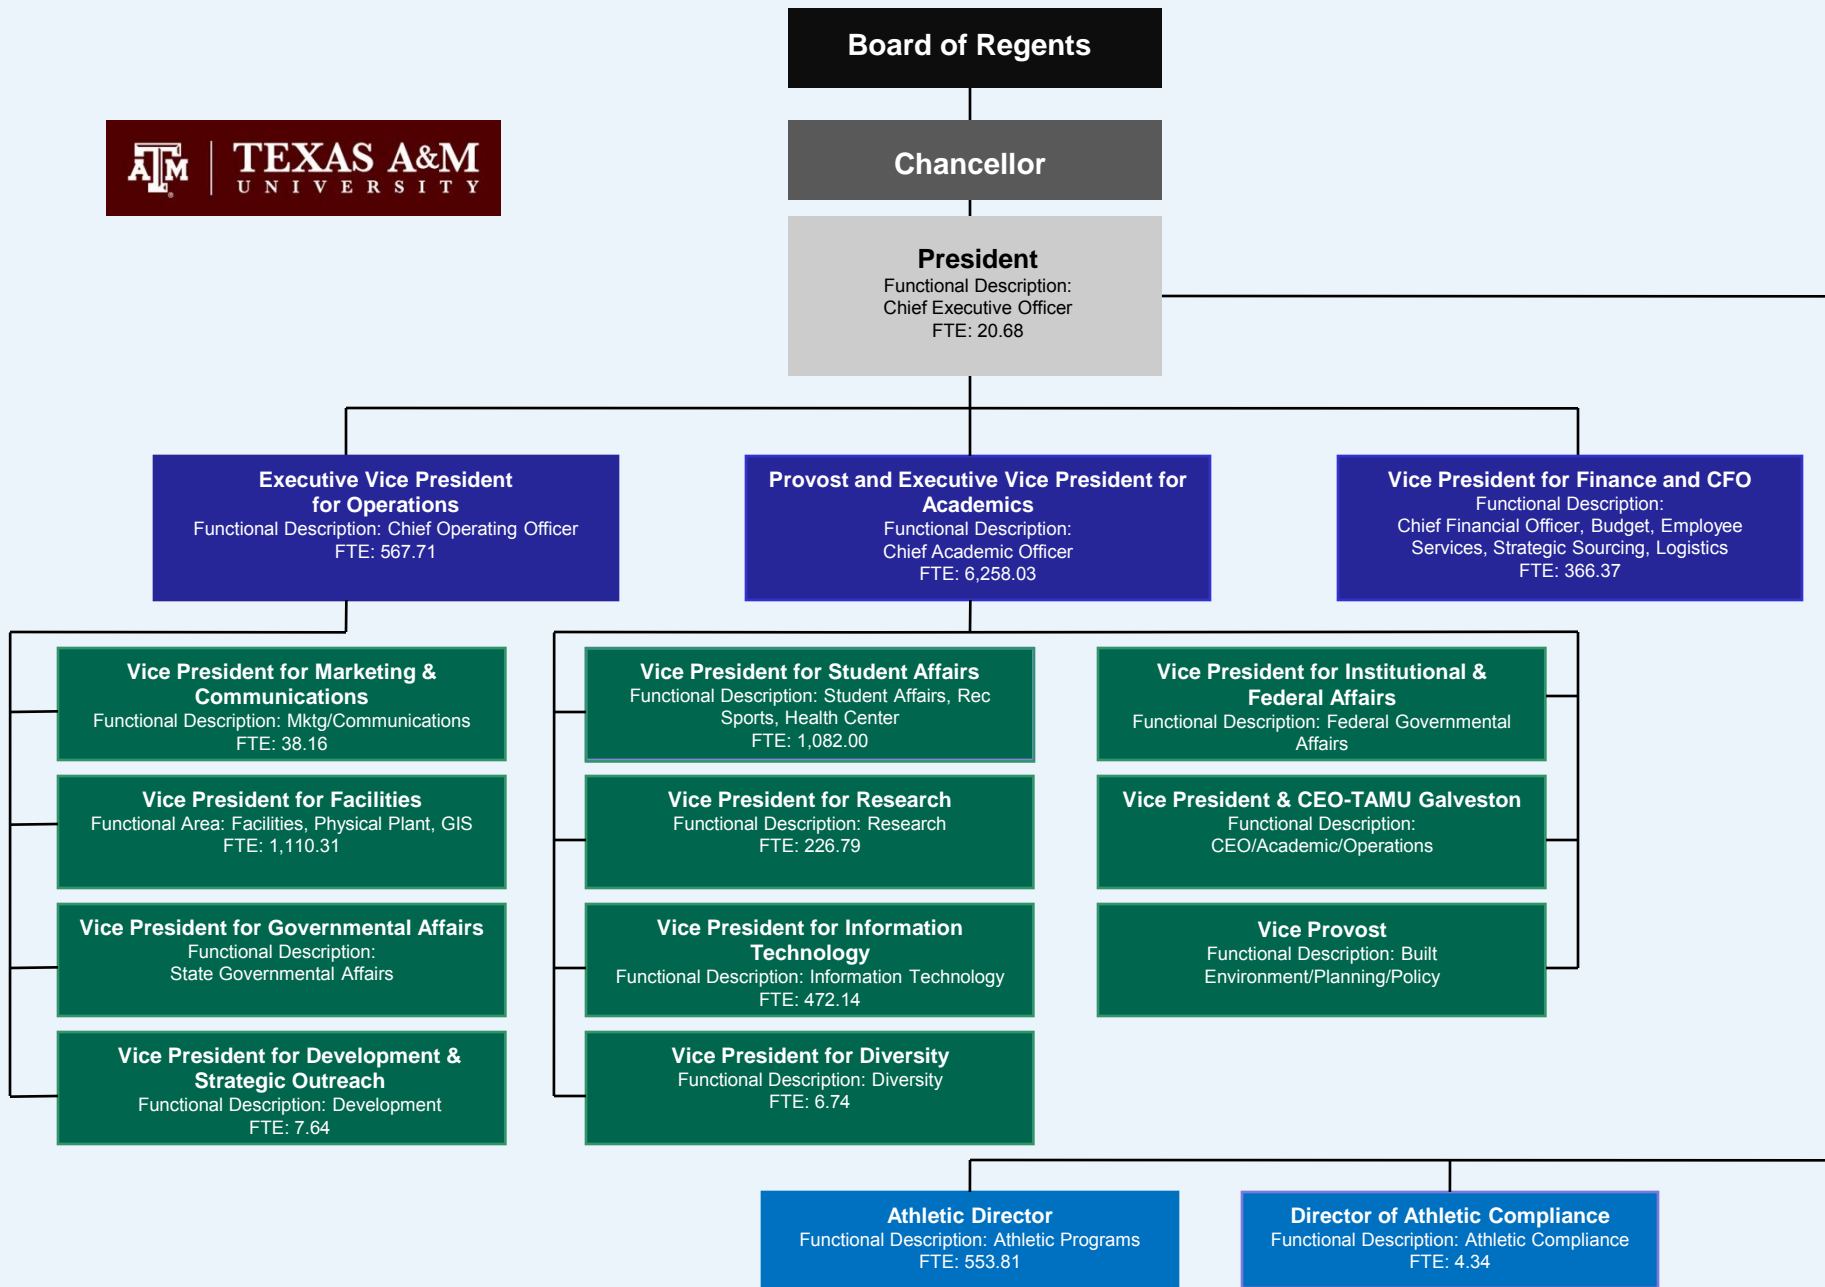 Board of Regents
ATM
®
TEXAS A&M
UNIVERSITY
Chancellor
President
Functional Description:
Chief Executive Officer
FTE: 20.68
Executive Vice President
for Operations
Functional Description: Chief Operating Officer
FTE: 567.71
Provost and Executive Vice President for
Academics
Functional Description:
Chief Academic Officer
FTE: 6,258.03
Vice President for Finance and CFO
Functional Description:
Chief Financial Officer, Budget, Employee
Services, Strategic Sourcing, Logistics
FTE: 366.37
Vice President for Marketing &
Communications
Functional Description: Mktg/Communications
FTE: 38.16
Vice President for Facilities
Functional Area: Facilities, Physical Plant, GIS
FTE: 1,110.31
Vice President for Governmental Affairs
Functional Description:
State Governmental Affairs
Vice President for Development &
Strategic Outreach
Functional Description: Development
FTE: 7.64
Vice President for Student Affairs
Functional Description: Student Affairs, Rec
Sports, Health Center
FTE: 1,082.00
Vice President for Research
Functional Description: Research
FTE: 226.79
Vice President for Information
Technology
Functional Description: Information Technology
FTE: 472.14
Vice President for Diversity
Functional Description: Diversity
FTE: 6.74
Vice President for Institutional &
Federal Affairs
Functional Description: Federal Governmental
Affairs
Vice President & CEO-TAMU Galveston
Functional Description:
CEO/Academic/Operations
Vice Provost
Functional Description: Built
Environment/Planning/Policy
Athletic Director
Functional Description: Athletic Programs
FTE: 553.81
Director of Athletic Compliance
Functional Description: Athletic Compliance
FTE: 4.34